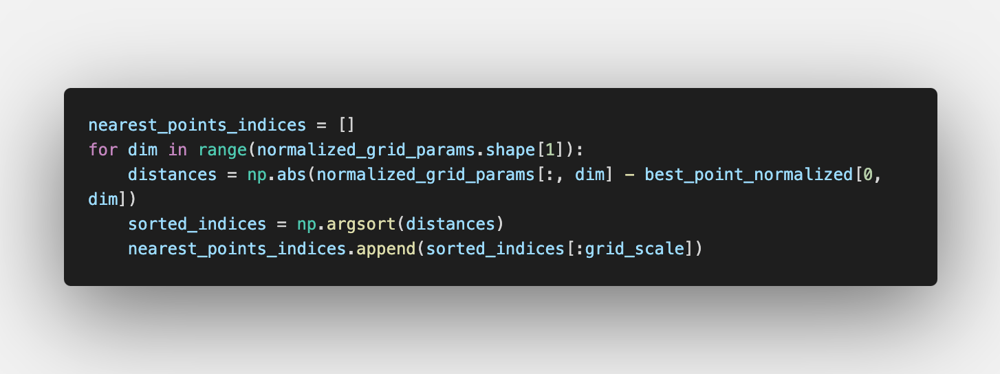 nearest_points_indices = []
for dim in range(normalized_grid_params.shape[1]):
    distances = np.abs(normalized_grid_params[:, dim] - best_point_normalized[0,
dim])
    sorted_indices = np.argsort(distances)
    nearest_points_indices.append(sorted_indices[:grid_scale])